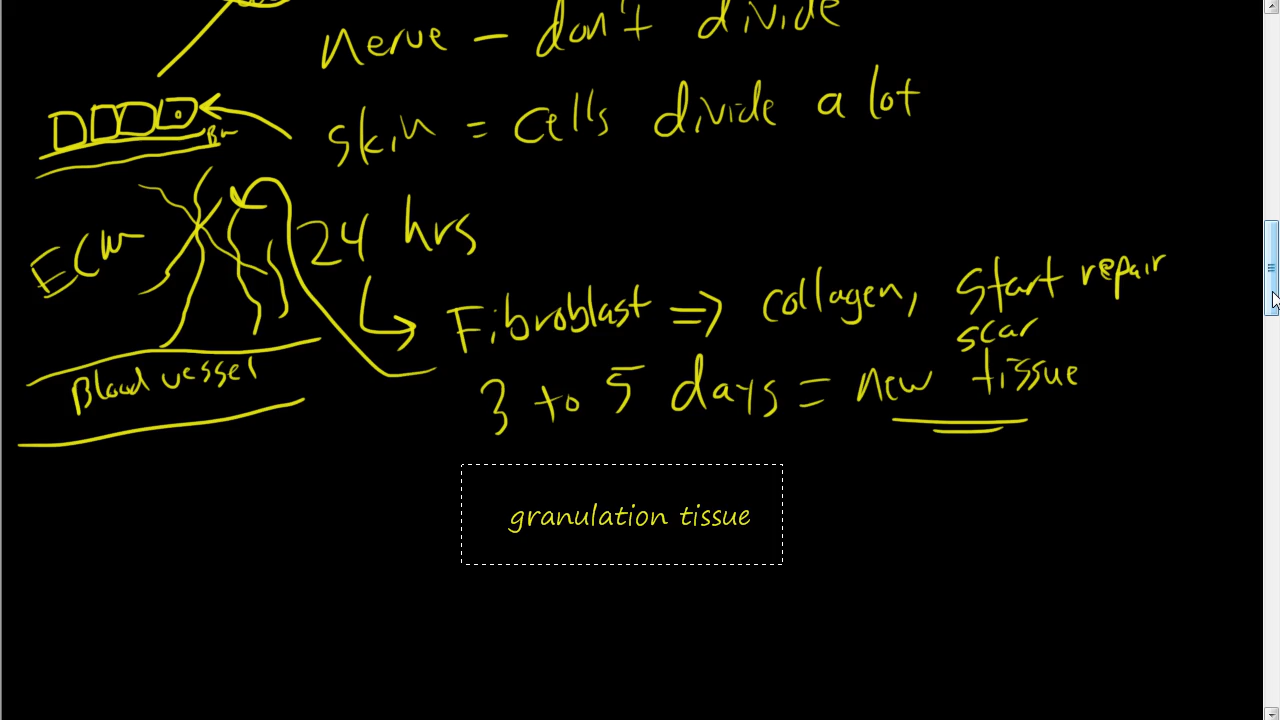 nerve - don't divide
skin = cells divide a lot
Bm
ECM
24 hrs
Fibroblast => collagen, start repair
scar
3 to 5 days = new tissue
Blood vessel
granulation tissue